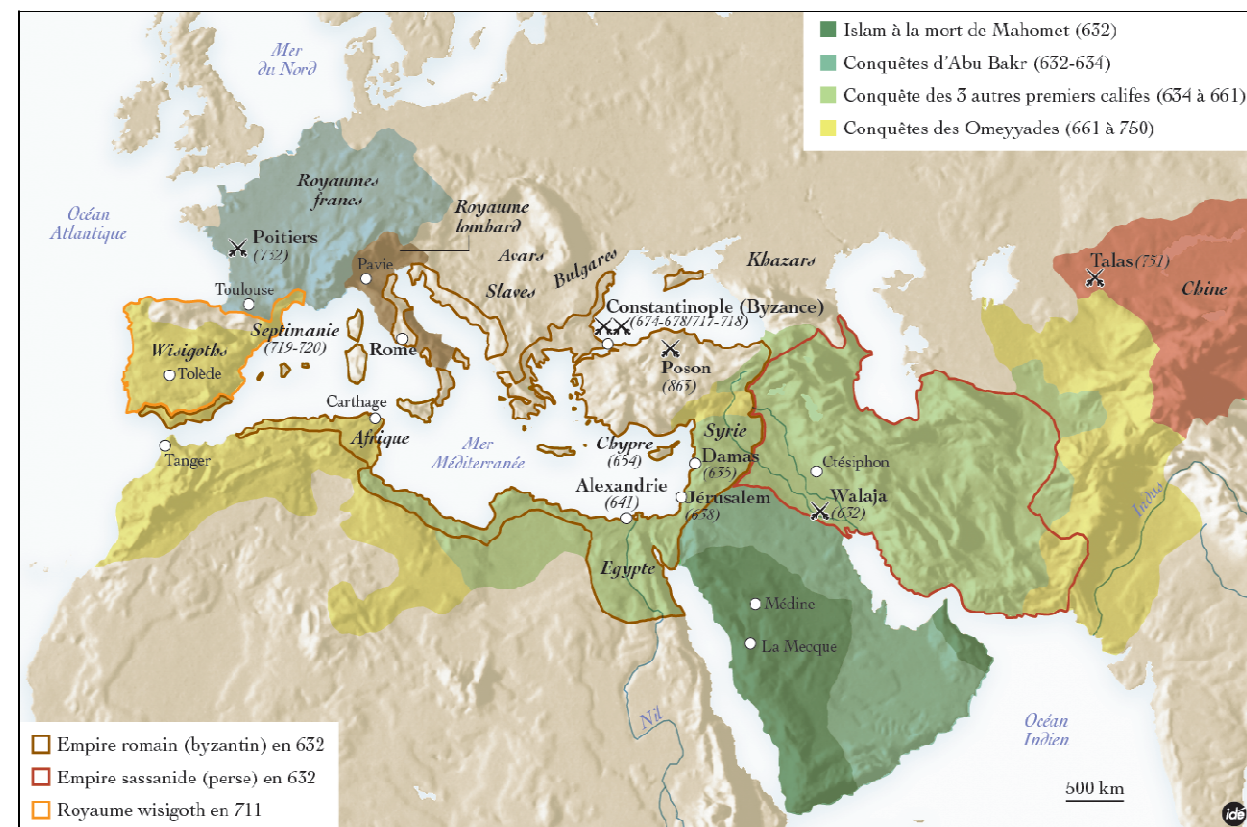 Islam à la mort de Mahomet (632)
Conquêtes d'Abu Bakr (632-634)
Conquête des 3 autres premiers califes (634 à 661)
Conquêtes des Omeyyades (661 à 750)
Mer
du Nord
Royaumes
francs
Océan
Atlantique
Royaume
lombard
Poitiers
(732)
Avars
Bulgares
Khazars
Talas(751)
Chine
Pavie
Toulouse
Slaves
Constantinople (Byzance)
(674-678/717-718)
Septimanie
(719-720)
Wisigoths
Rome
Poson
(863)
Tolède
Carthage
Afrique
Mer
Méditerranée
Chypre
(654)
Syrie
Damas
(635)
Ctésiphon
Tanger
Alexandrie
(641)
Jérusalem
(638)
Walaja
(632)
Indus
Egypte
Médine
La Mecque
Nil
Océan
Indien
Empire romain (byzantin) en 632
Empire sassanide (perse) en 632
Royaume wisigoth en 711
500 km
idé